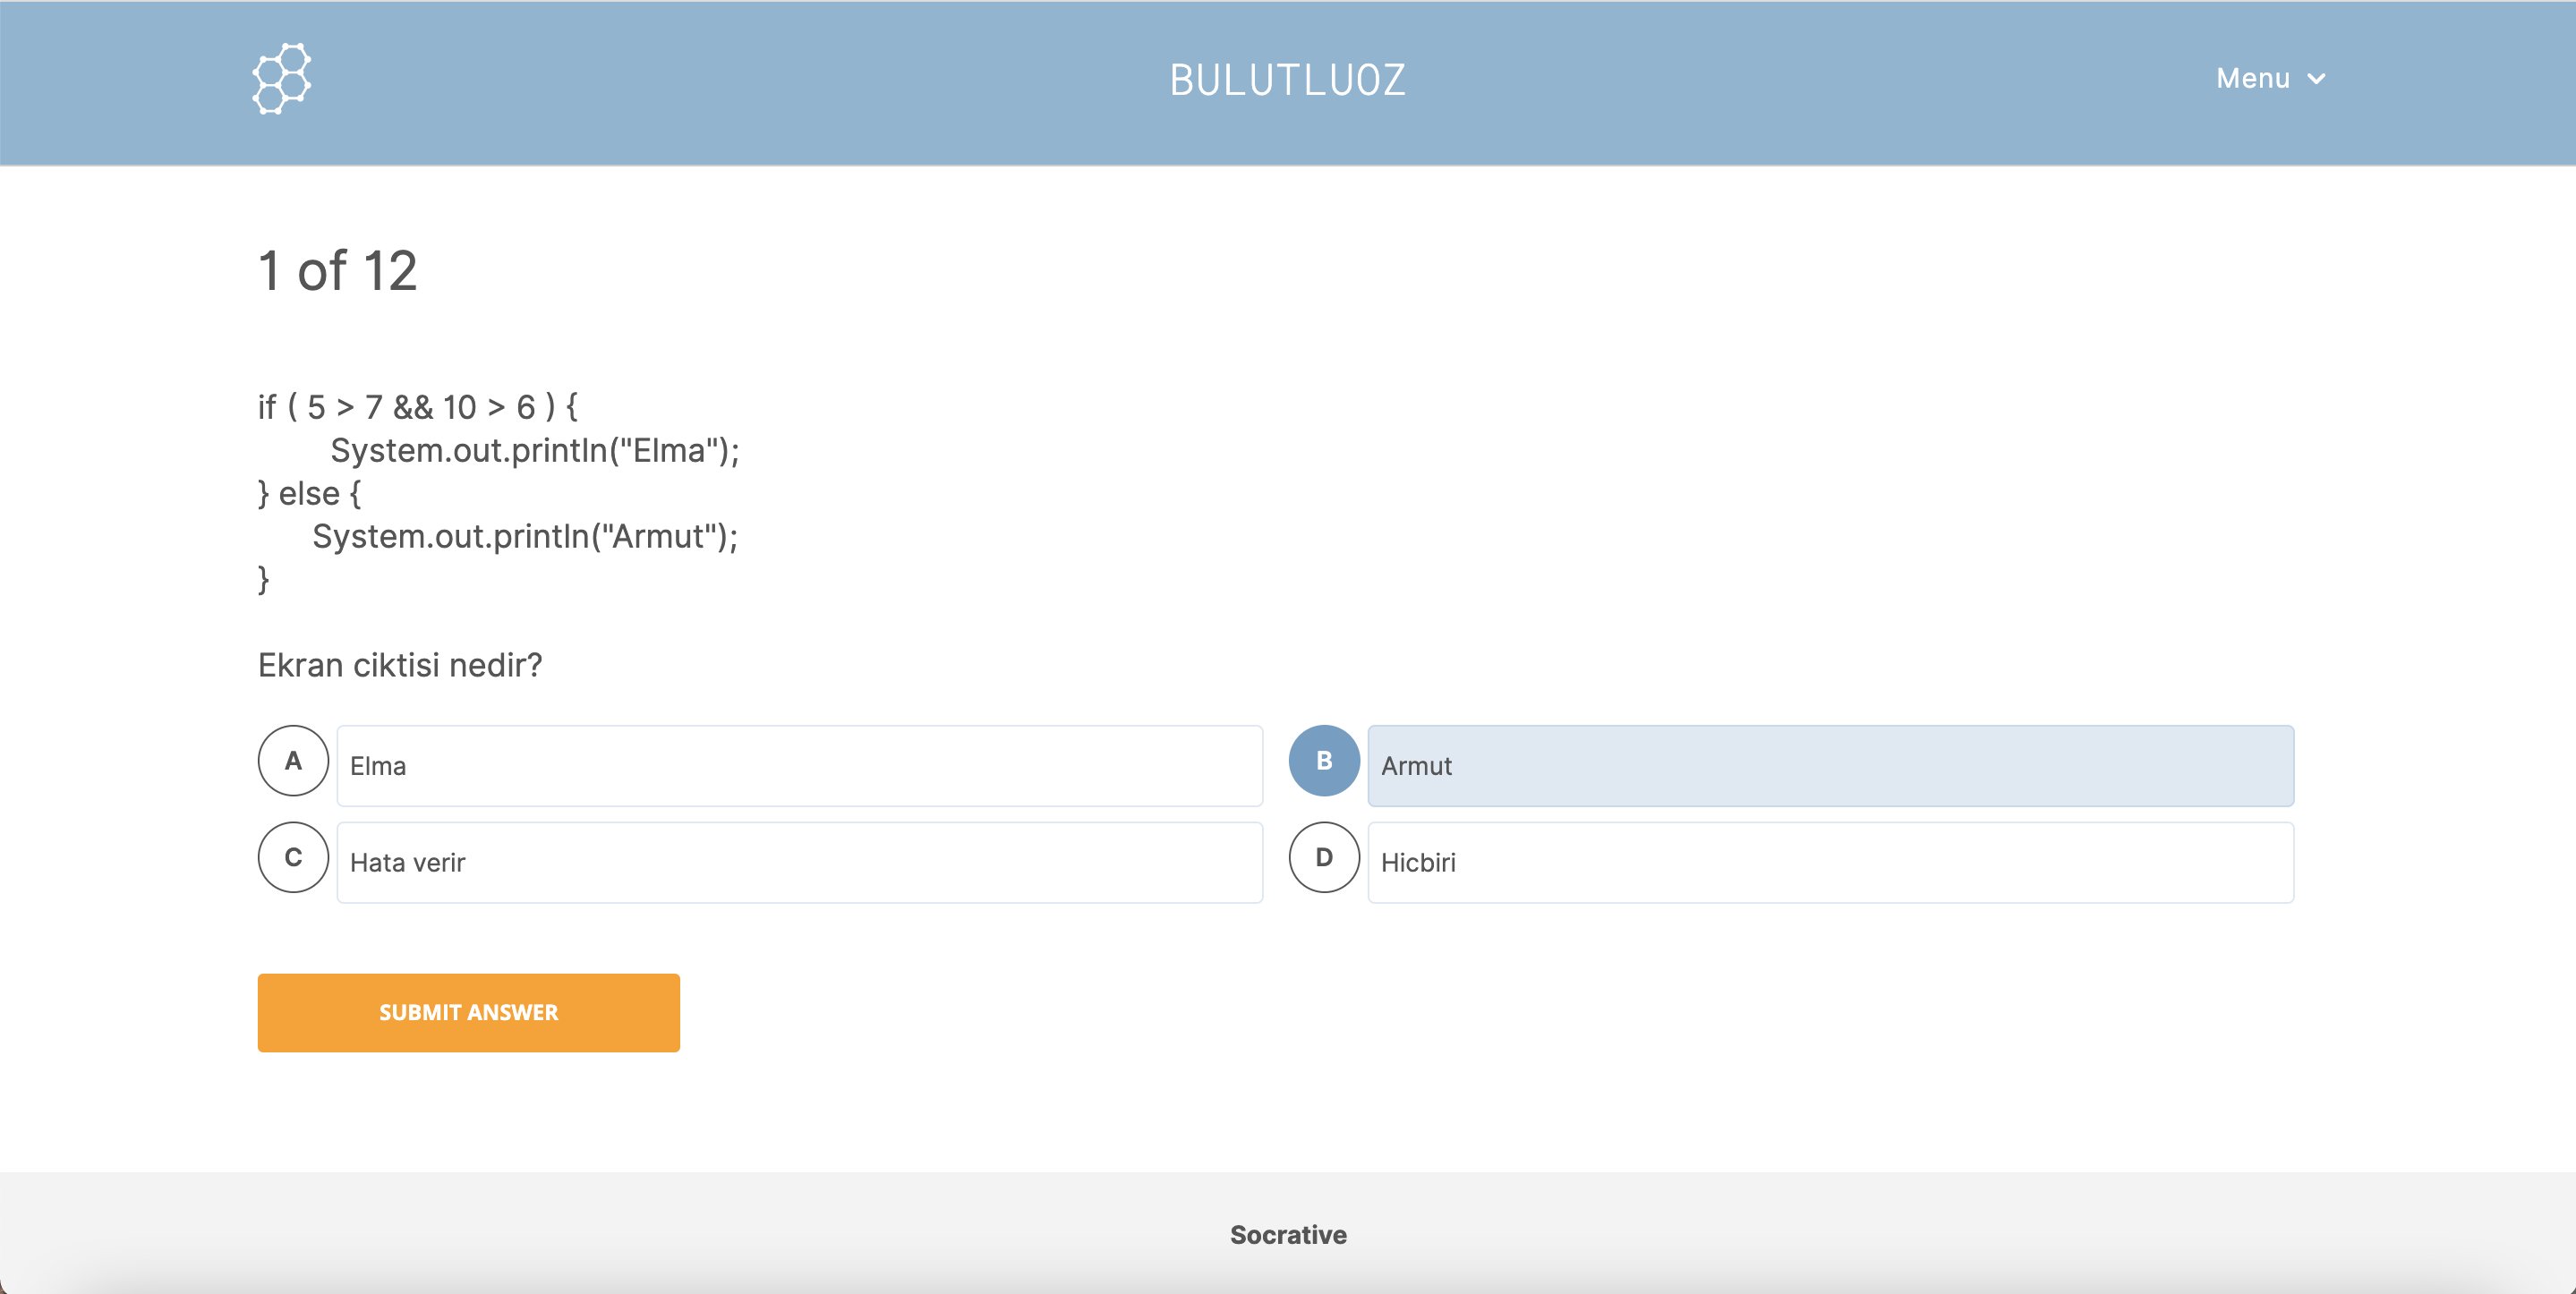 BULUTLUOZ
Menu
1 of 12
if ( 5 > 7 && 10 > 6 ) {
System.out.println("Elma");
} else {
System.out.println("Armut");
}
Ekran ciktisi nedir?
A Elma
B Armut
C Hata verir
D Hicbiri
SUBMIT ANSWER
Socrative